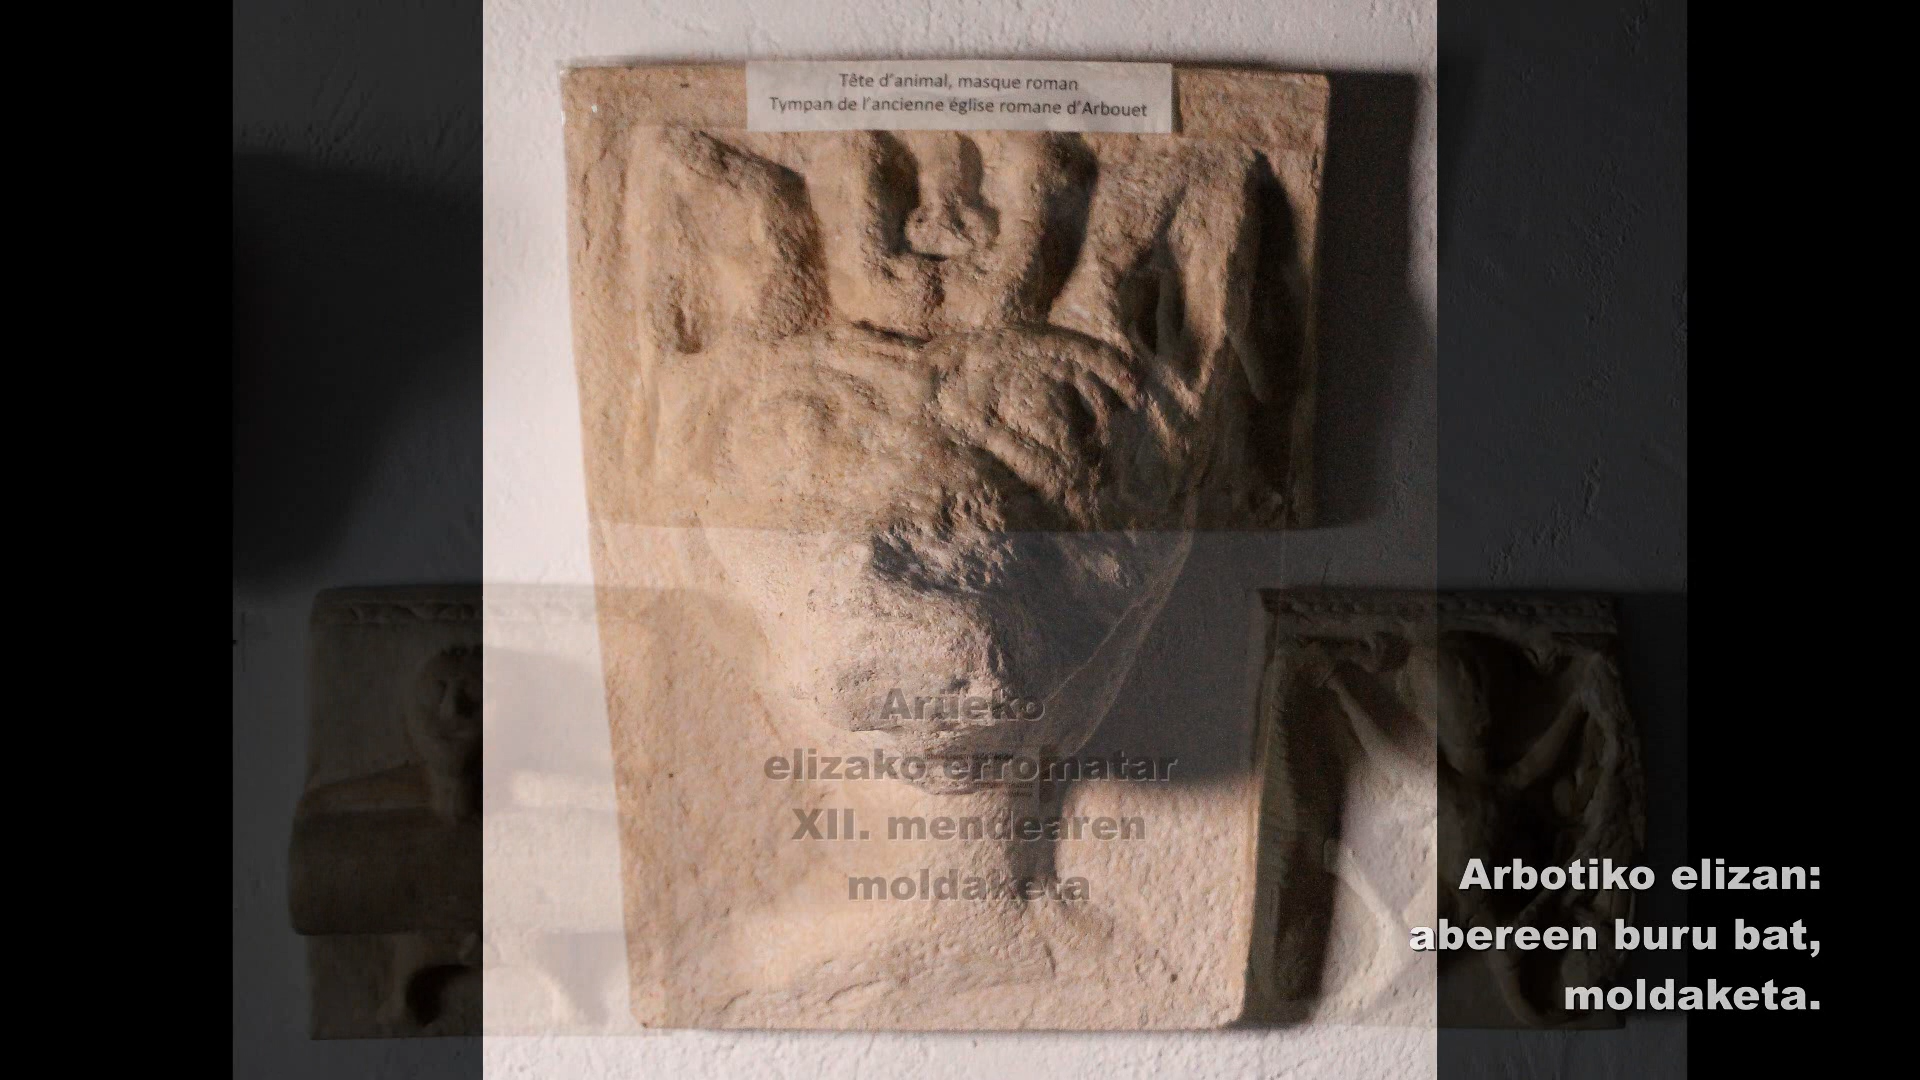 Tête d'animal, masque roman
Tympan de l'ancienne église romane d'Arbouet
Arüeko
elizako erromatar
XII. mendearen
moldaketa
Arbotiko elizan:
abereen buru bat,
moldaketa.